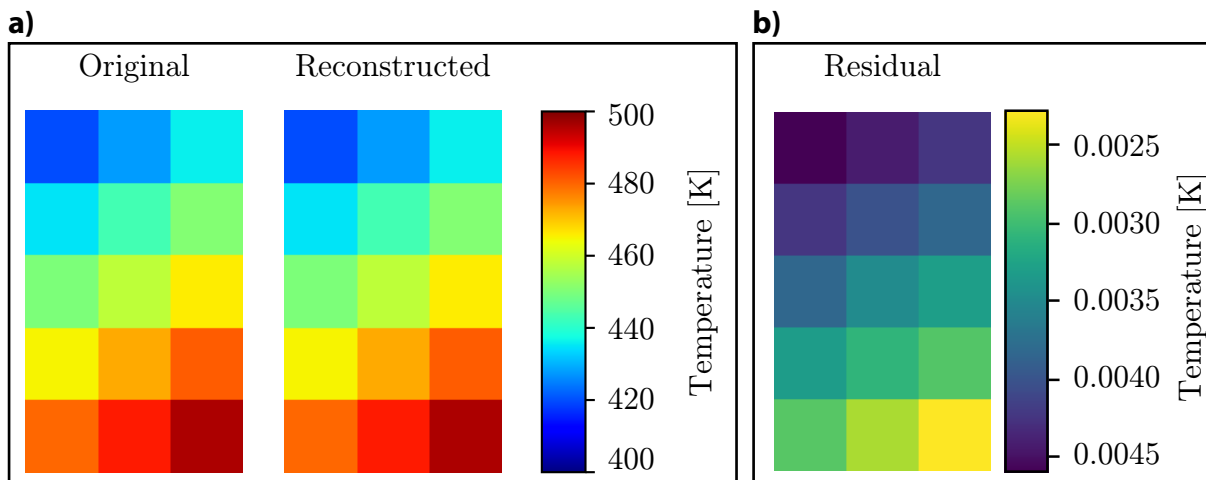 a)
Original
Reconstructed
500
480
460
440
420
400
Temperature [K]
b)
Residual
0.0025
0.0030
0.0035
0.0040
0.0045
Temperature [K]